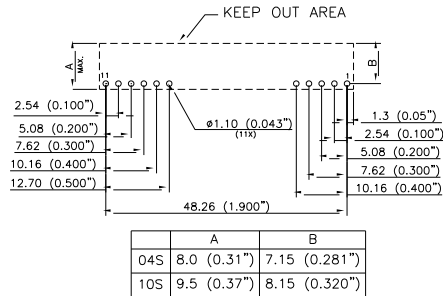 KEEP OUT AREA
A
MAX.
B
11
1
2.54 (0.100")
5.08 (0.200")
7.62 (0.300")
10.16 (0.400")
12.70 (0.500")
ø1.10 (0.043")
(11x)
1.3 (0.05")
2.54 (0.100")
5.08 (0.200")
7.62 (0.300")
10.16 (0.400")
48.26 (1.900")
A B
04S 8.0 (0.31") 7.15 (0.281")
10S 9.5 (0.37") 8.15 (0.320")